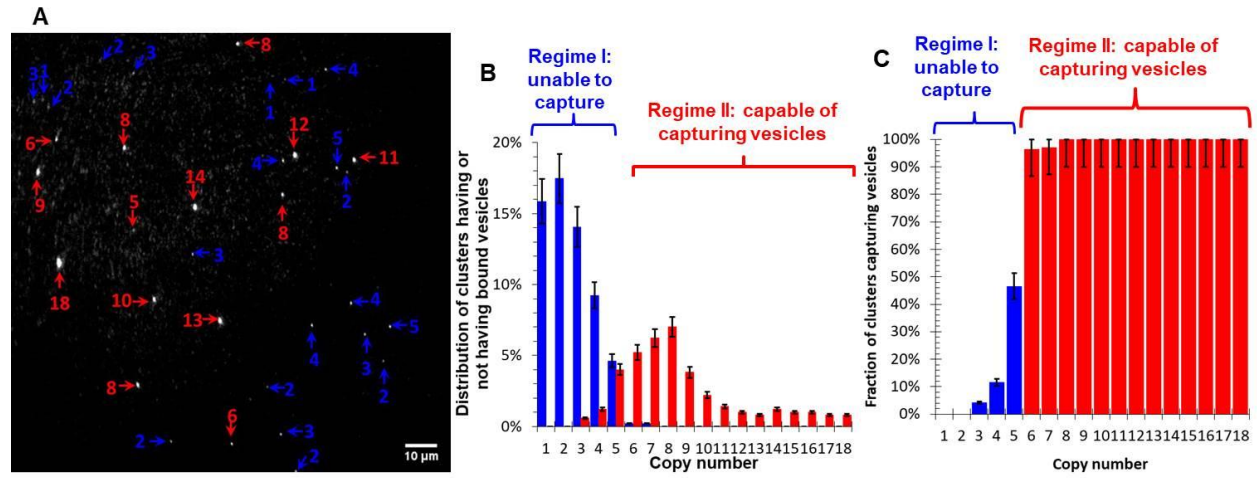 A
2
3
8
4
1
1
3
1
2
6
8
12
5
11
4
2
9
14
8
5
3
18
10
13
4
4
5
3
2
8
2
6
2
3
2
10 µm
B
Regime I:
unable to
capture
Regime II: capable of
capturing vesicles
Distribution of clusters having or
not having bound vesicles
20%
15%
10%
5%
0%
1 2 3 4 5 6 7 8 9 10 11 12 13 14 15 16 17 18
Copy number
C
Regime I:
unable to
capture
Regime II: capable of
capturing vesicles
Fraction of clusters capturing vesicles
100%
90%
80%
70%
60%
50%
40%
30%
20%
10%
0%
1 2 3 4 5 6 7 8 9 10 11 12 13 14 15 16 17 18
Copy number